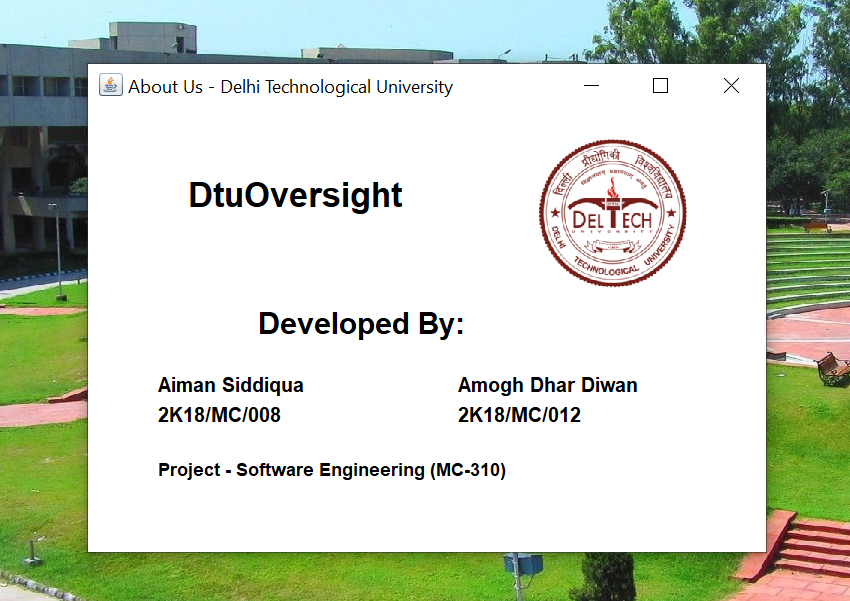 About Us - Delhi Technological University
DtuOversight
दिल्ली प्रौद्योगिकी विश्वविद्यालय
DELTECH
UNIVERSITY
DELHI TECHNOLOGICAL UNIVERSITY
Developed By:
Aiman Siddiqua
Amogh Dhar Diwan
2K18/MC/008
2K18/MC/012
Project - Software Engineering (MC-310)